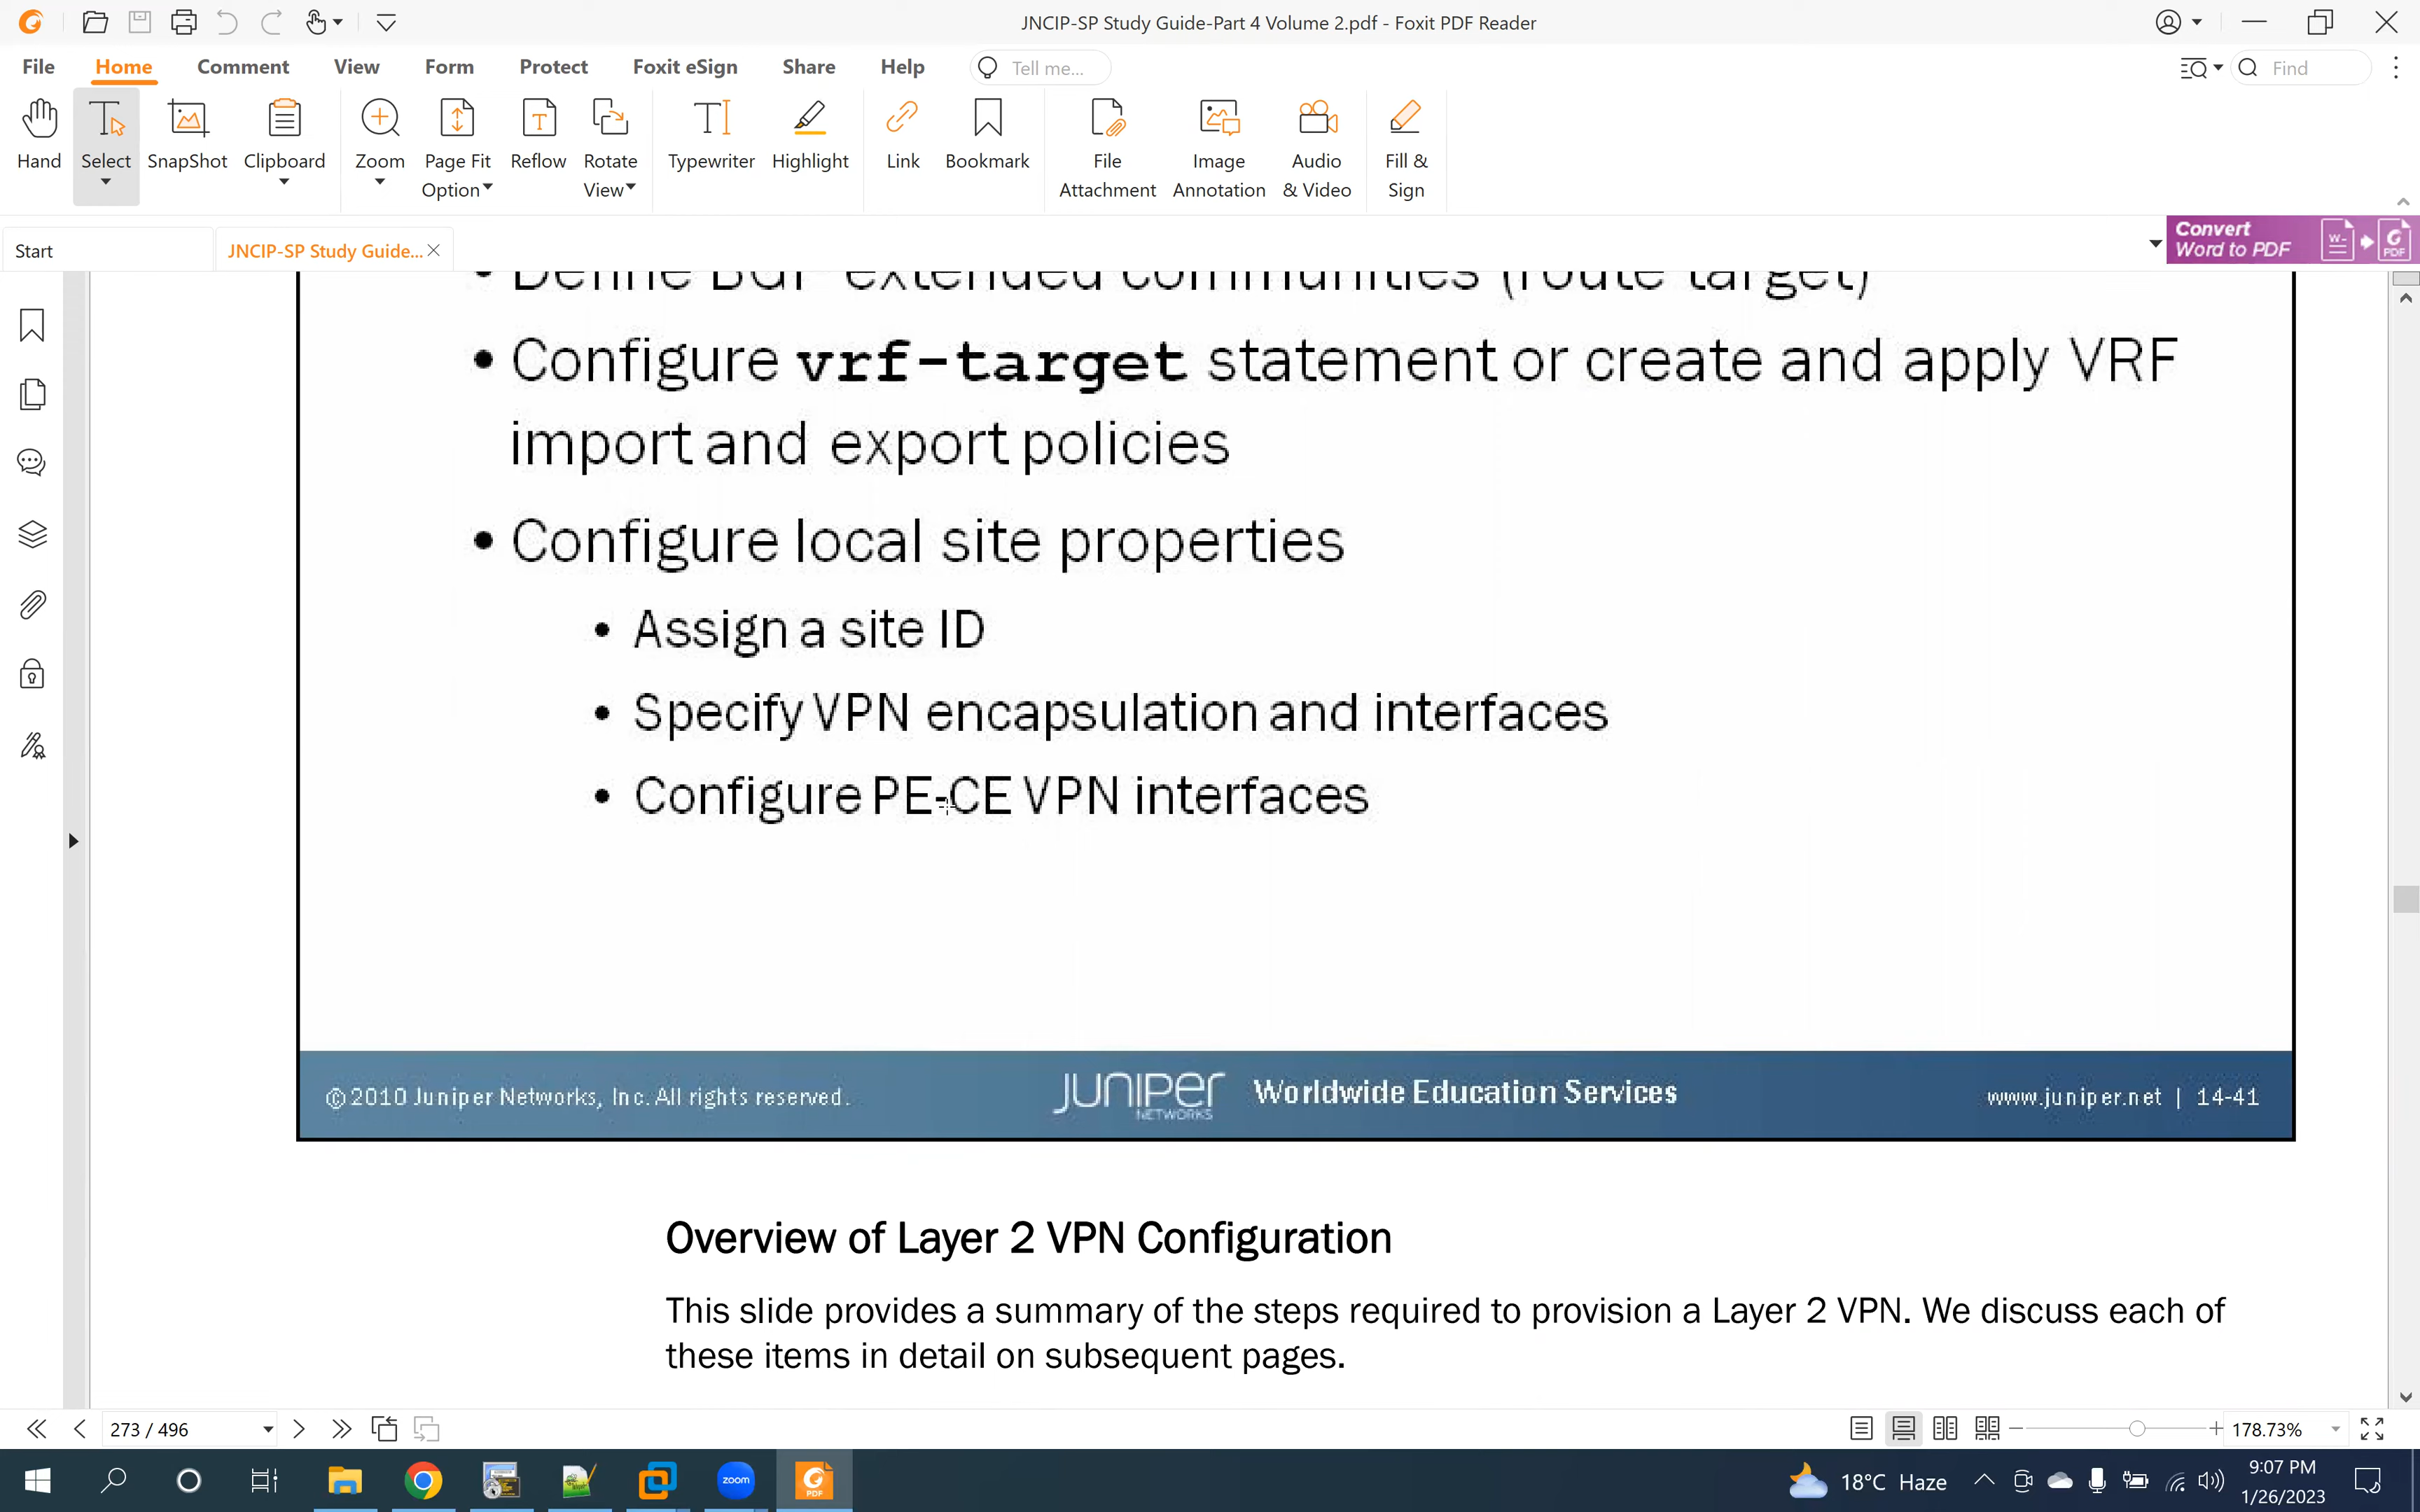 JNCIP-SP Study Guide-Part 4 Volume 2.pdf - Foxit PDF Reader
File Home Comment View Form Protect Foxit eSign Share Help Tell me... Find
Hand Select SnapShot Clipboard Zoom Page Fit Option Reflow Rotate View Typewriter Highlight Link Bookmark File Attachment Image Annotation Audio & Video Fill & Sign
Start JNCIP-SP Study Guide...
Convert
Word to PDF
• Define BGP extended communities (route target)
• Configure vrf-target statement or create and apply VRF
import and export policies
• Configure local site properties
• Assign a site ID
• Specify VPN encapsulation and interfaces
• Configure PE-CE VPN interfaces
©2010 Juniper Networks, Inc. All rights reserved. JUNIPER NETWORKS Worldwide Education Services www.juniper.net | 14-41
Overview of Layer 2 VPN Configuration
This slide provides a summary of the steps required to provision a Layer 2 VPN. We discuss each of
these items in detail on subsequent pages.
273 / 496 178.73%
zoom PDF 18°C Haze 9:07 PM
1/26/2023